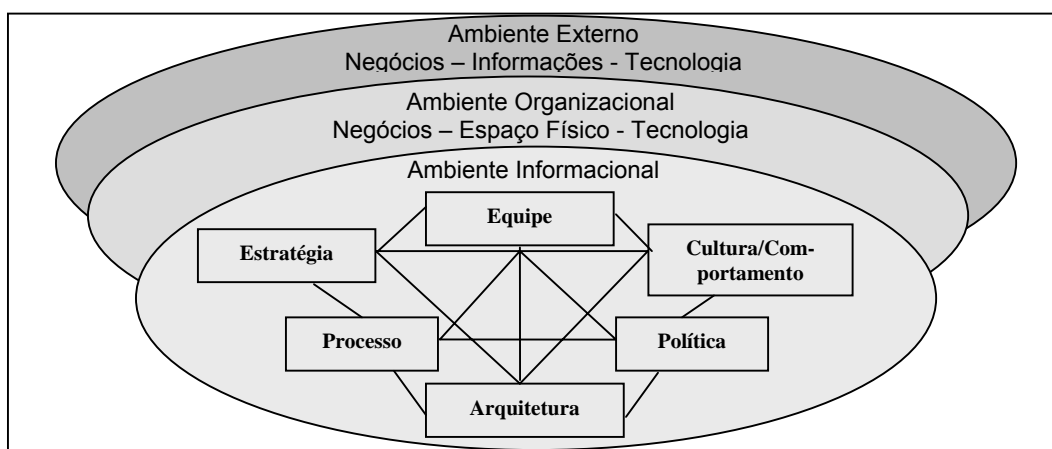 Ambiente Externo
Negócios – Informações - Tecnologia
Ambiente Organizacional
Negócios – Espaço Físico - Tecnologia
Ambiente Informacional
Equipe
Estratégia
Cultura/Com-
portamento
Processo
Política
Arquitetura